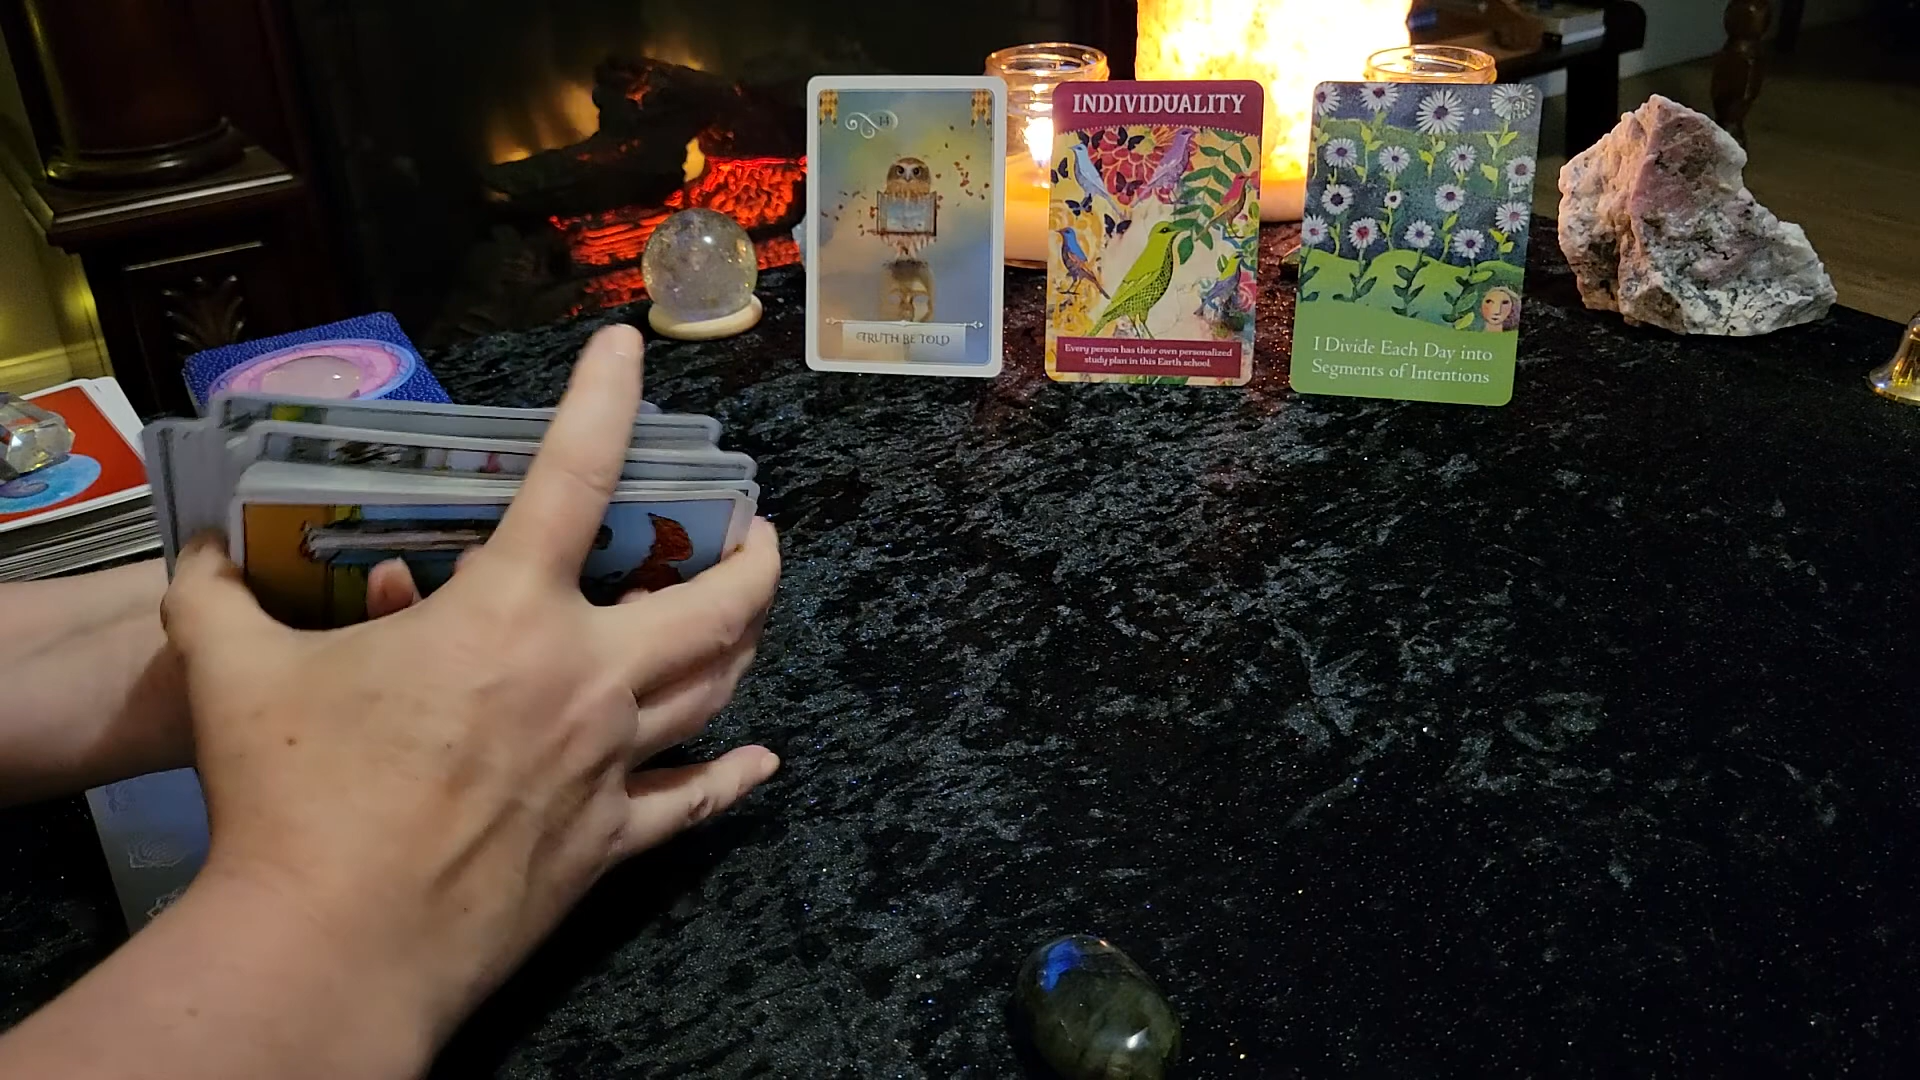 14
TRUTH BE TOLD
INDIVIDUALITY
Every person has their own personalized
study plan in this Earth school.
51
I Divide Each Day into
Segments of Intentions